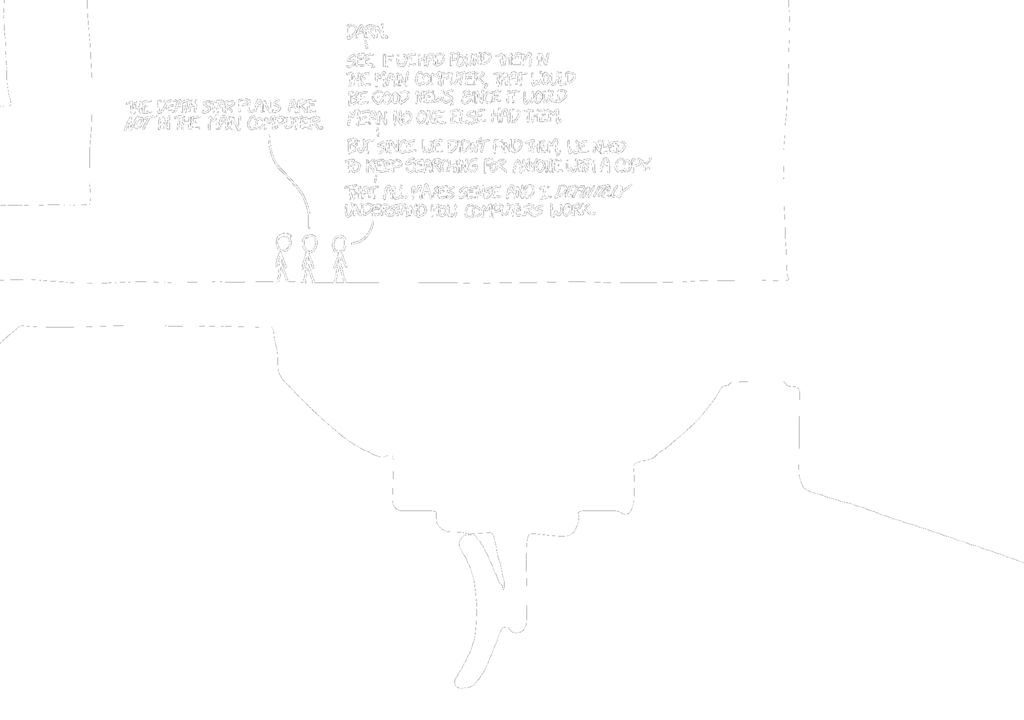 THE DEATH STAR PLANS ARE
NOT IN THE MAIN COMPUTER.
DARN.
SEE, IF WE HAD FOUND THEM IN
THE MAIN COMPUTER, THAT WOULD
BE GOOD NEWS, SINCE IT WOULD
MEAN NO ONE ELSE HAD THEM.
BUT SINCE WE DIDN'T FIND THEM, WE NEED
TO KEEP SEARCHING FOR ANYONE WITH A COPY.
THAT ALL MAKES SENSE AND I DEFINITELY
UNDERSTAND HOW COMPUTERS WORK.